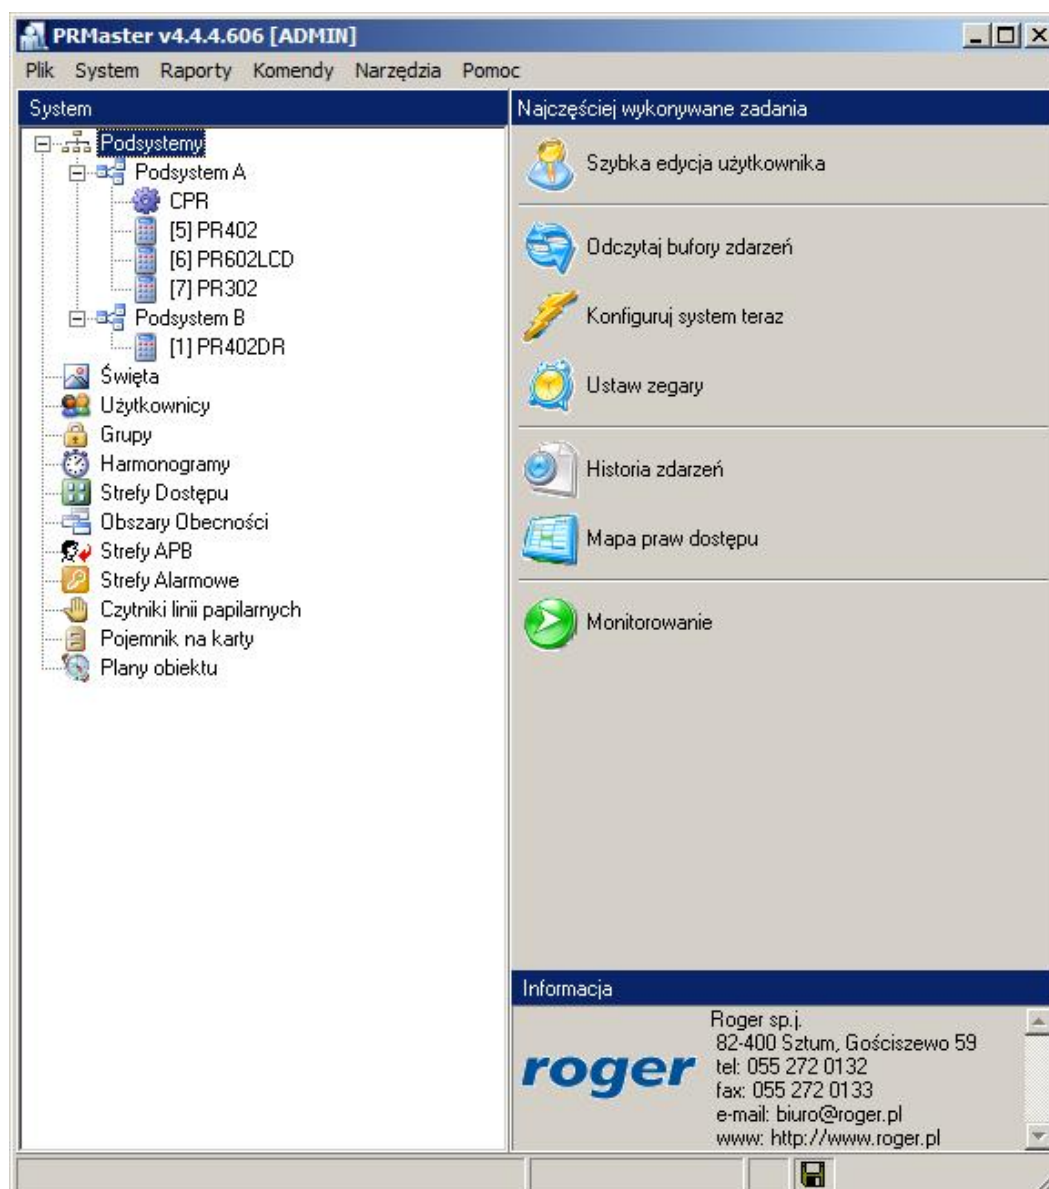 PRMaster v4.4.4.606 [ADMIN]
Plik System Raporty Komendy Narzędzia Pomoc
System
Podsystemy
Podsystem A
CPR
[5] PR402
[6] PR602LCD
[7] PR302
Podsystem B
[1] PR402DR
Święta
Użytkownicy
Grupy
Harmonogramy
Strefy Dostępu
Obszary Obecności
Strefy APB
Strefy Alarmowe
Czytniki linii papilarnych
Pojemnik na karty
Plany obiektu
Najczęściej wykonywane zadania
Szybka edycja użytkownika
Odczytaj bufory zdarzeń
Konfiguruj system teraz
Ustaw zegary
Historia zdarzeń
Mapa praw dostępu
Monitorowanie
Informacja
roger
Roger sp.j.
82-400 Sztum, Gościszewo 59
tel: 055 272 0132
fax: 055 272 0133
e-mail: biuro@roger.pl
www: http://www.roger.pl